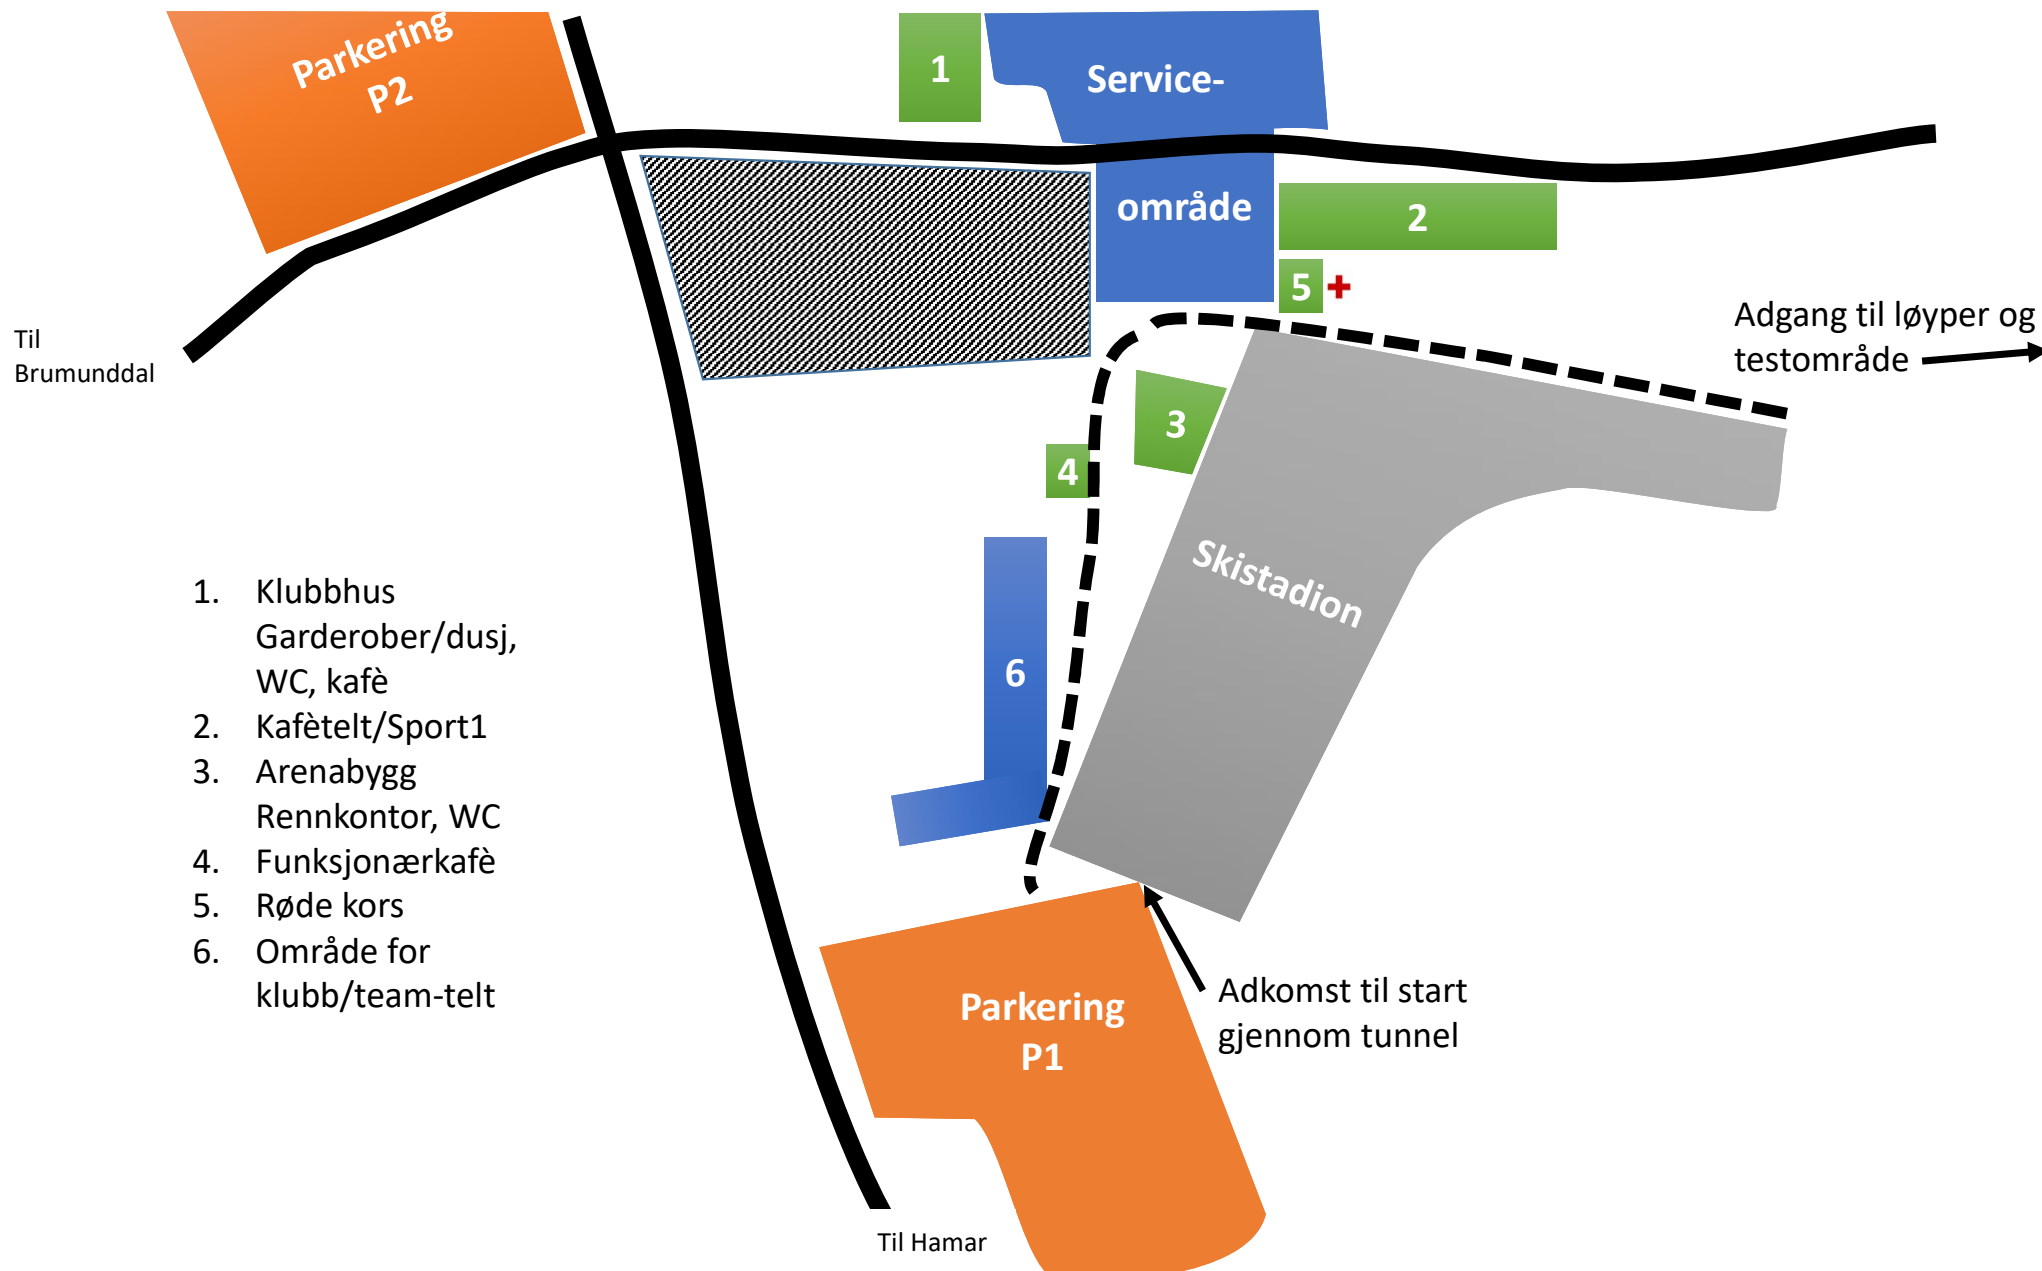 Parkering
P2
1
Service-
område
2
5
Adgang til løyper og
testområde
Til
Brumunddal
3
4
Skistadion
6
1. Klubbhus
Garderober/dusj,
WC, kafè
2. Kafètelt/Sport1
3. Arenabygg
Rennkontor, WC
4. Funksjonærkafè
5. Røde kors
6. Område for
klubb/team-telt
Parkering
P1
Adkomst til start
gjennom tunnel
Til Hamar